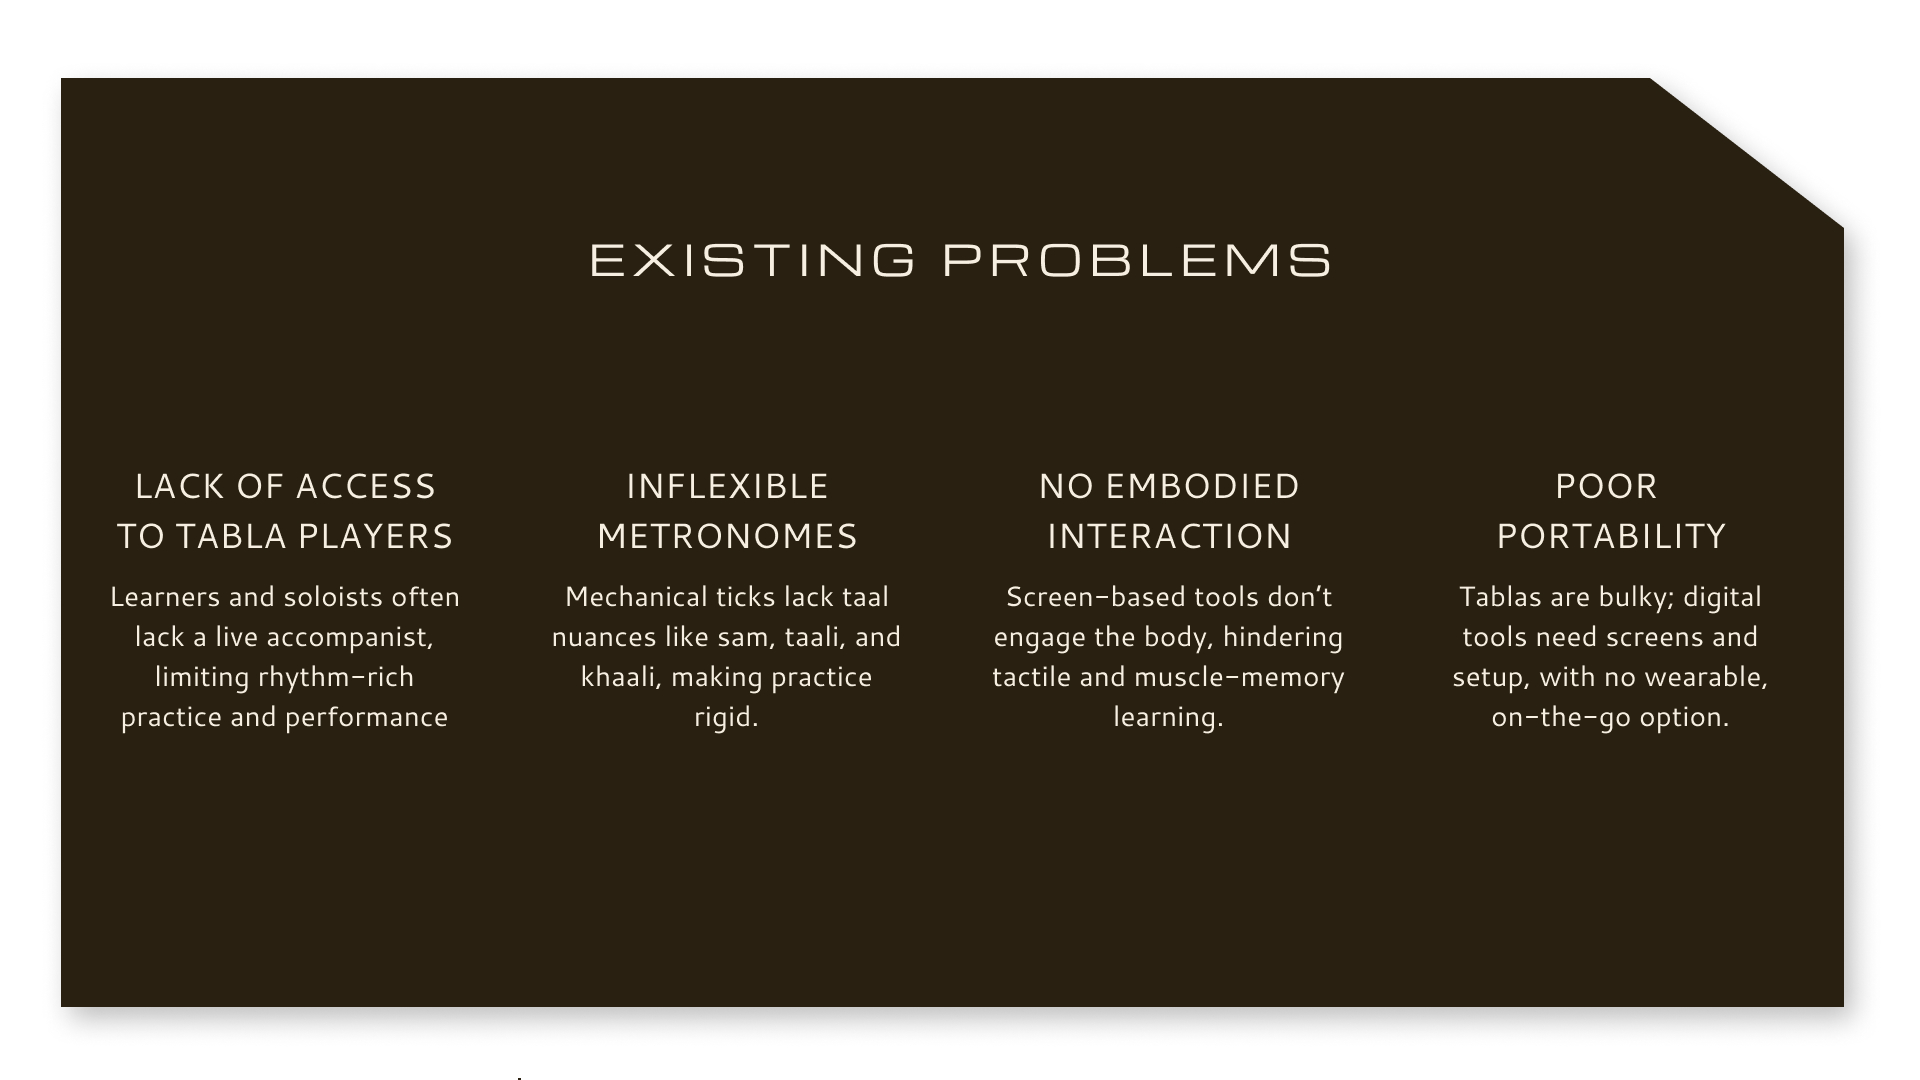 EXISTING PROBLEMS
LACK OF ACCESS
TO TABLA PLAYERS
Learners and soloists often
lack a live accompanist,
limiting rhythm-rich
practice and performance
INFLEXIBLE
METRONOMES
Mechanical ticks lack taal
nuances like sam, taali, and
khaali, making practice
rigid.
NO EMBODIED
INTERACTION
Screen-based tools don’t
engage the body, hindering
tactile and muscle-memory
learning.
POOR
PORTABILITY
Tablas are bulky; digital
tools need screens and
setup, with no wearable,
on-the-go option.